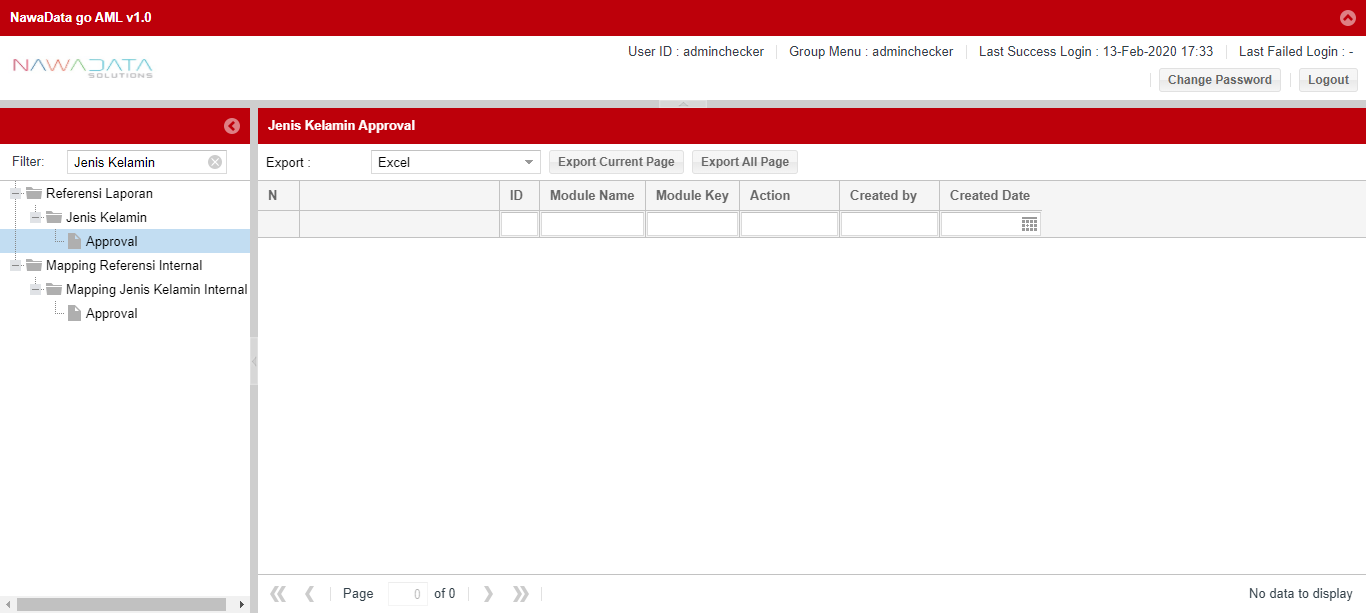 NawaData go AML v1.0
User ID : adminchecker
Group Menu : adminchecker
Last Success Login : 13-Feb-2020 17:33
Last Failed Login : -
NAWADATA
SOLUTIONS
Change Password
Logout
Jenis Kelamin Approval
Filter:
Jenis Kelamin
Export :
Excel
Export Current Page
Export All Page
Referensi Laporan
Jenis Kelamin
Approval
Mapping Referensi Internal
Mapping Jenis Kelamin Internal
Approval
N
ID
Module Name
Module Key
Action
Created by
Created Date
Page
0
of 0
No data to display